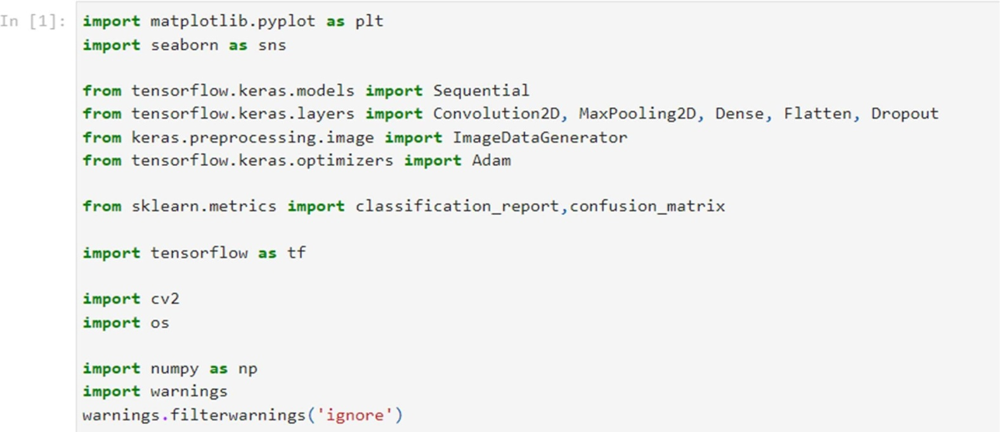 In [1]: import matplotlib.pyplot as plt
import seaborn as sns
from tensorflow.keras.models import Sequential
from tensorflow.keras.layers import Convolution2D, MaxPooling2D, Dense, Flatten, Dropout
from keras.preprocessing.image import ImageDataGenerator
from tensorflow.keras.optimizers import Adam
from sklearn.metrics import classification_report,confusion_matrix
import tensorflow as tf
import cv2
import os
import numpy as np
import warnings
warnings.filterwarnings('ignore')